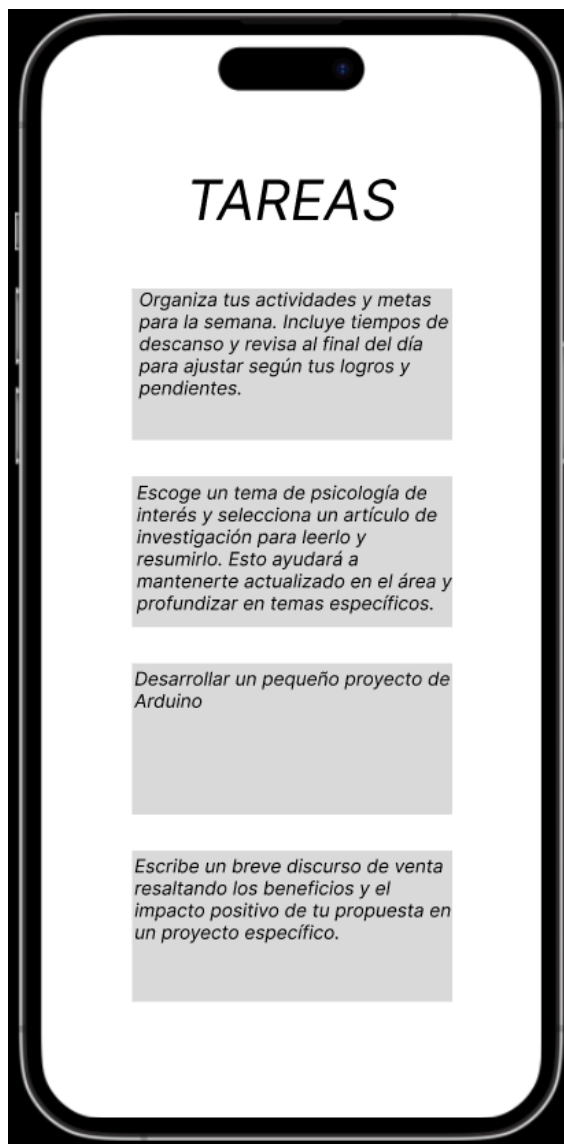 TAREAS
Organiza tus actividades y metas
para la semana. Incluye tiempos de
descanso y revisa al final del día
para ajustar según tus logros y
pendientes.
Escoge un tema de psicología de
interés y selecciona un artículo de
investigación para leerlo y
resumirlo. Esto ayudará a
mantenerte actualizado en el área y
profundizar en temas específicos.
Desarrollar un pequeño proyecto de
Arduino
Escribe un breve discurso de venta
resaltando los beneficios y el
impacto positivo de tu propuesta en
un proyecto específico.